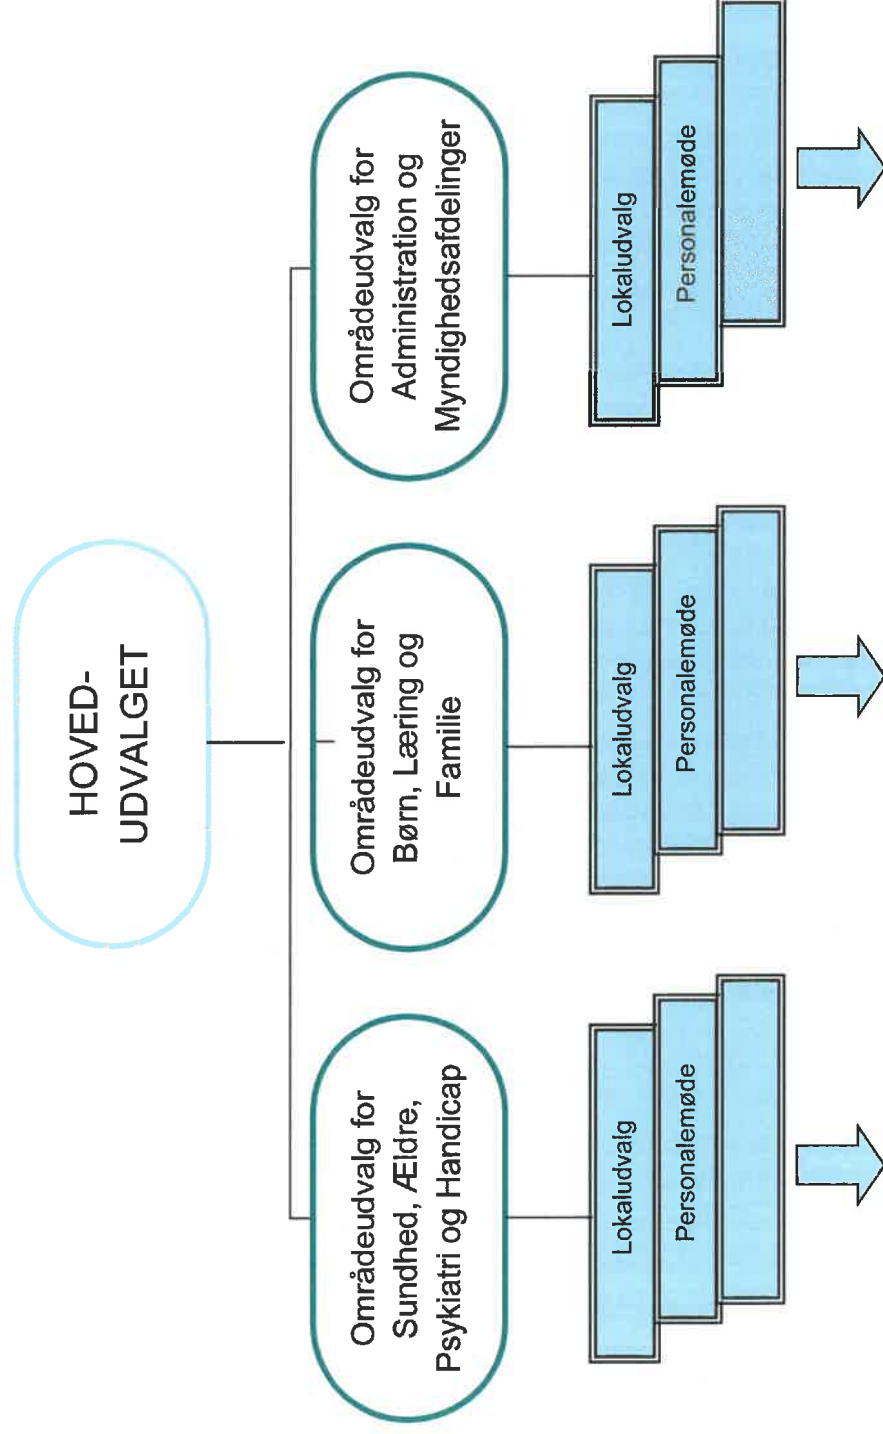 HOVED-
UDVALGET
Områdeudvalg for
Sundhed, Ældre,
Psykiatri og Handicap
Områdeudvalg for
Børn, Læring og
Familie
Områdeudvalg for
Administration og
Myndighedsafdelinger
Lokaludvalg
Personalemøde
Lokaludvalg
Personalemøde
Lokaludvalg
Personalemøde